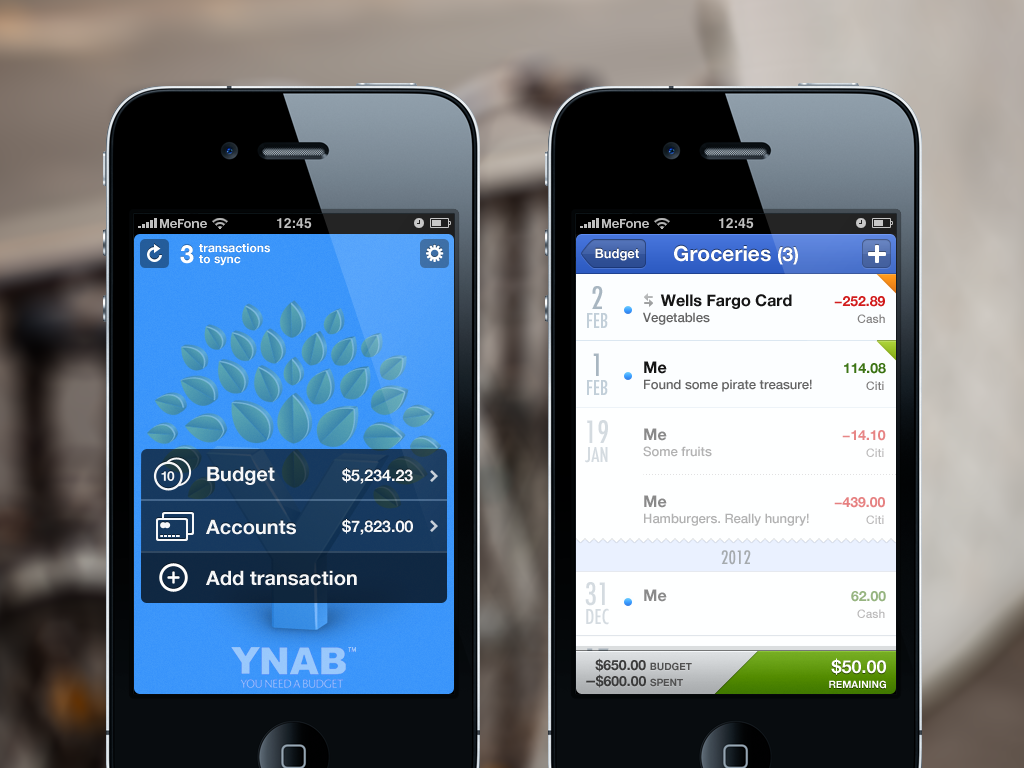 MeFone 12:45
3 transactions
to sync
10 Budget $5,234.23
Accounts $7,823.00
Add transaction
YNAB™
YOU NEED A BUDGET
MeFone 12:45
Budget Groceries (3)
2 FEB
Wells Fargo Card −252.89
Vegetables Cash
1 FEB
Me 114.08
Found some pirate treasure! Citi
19 JAN
Me −14.10
Some fruits Citi
Me −439.00
Hamburgers. Really hungry! Citi
2012
31 DEC
Me 62.00
Cash
$650.00 BUDGET
−$600.00 SPENT
$50.00
REMAINING